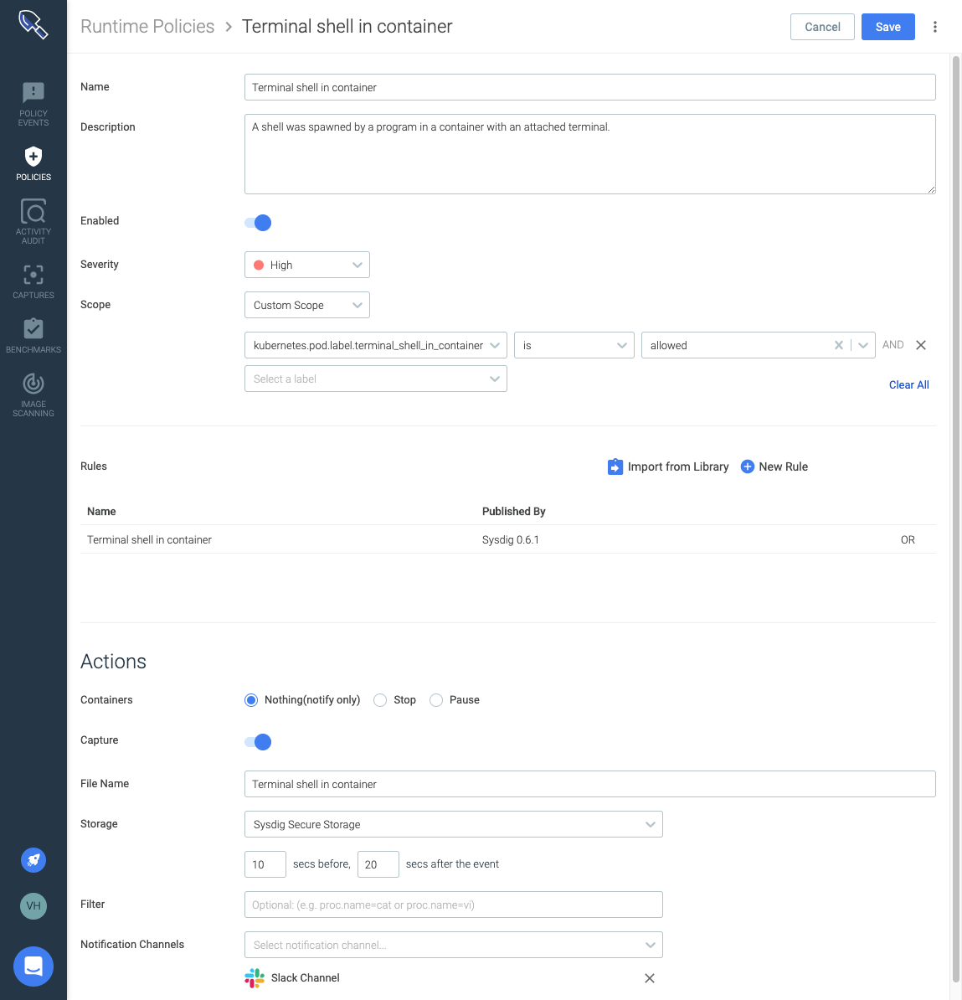 Runtime Policies > Terminal shell in container
Cancel
Save
POLICY
EVENTS
POLICIES
ACTIVITY
AUDIT
CAPTURES
BENCHMARKS
IMAGE
SCANNING
VH
Name
Terminal shell in container
Description
A shell was spawned by a program in a container with an attached terminal.
Enabled
Severity
High
Scope
Custom Scope
kubernetes.pod.label.terminal_shell_in_container is allowed AND
Select a label
Clear All
Rules
Import from Library
New Rule
Name Published By
Terminal shell in container Sysdig 0.6.1 OR
Actions
Containers
Nothing(notify only) Stop Pause
Capture
File Name
Terminal shell in container
Storage
Sysdig Secure Storage
10 secs before, 20 secs after the event
Filter
Optional: (e.g. proc.name=cat or proc.name=vi)
Notification Channels
Select notification channel...
Slack Channel